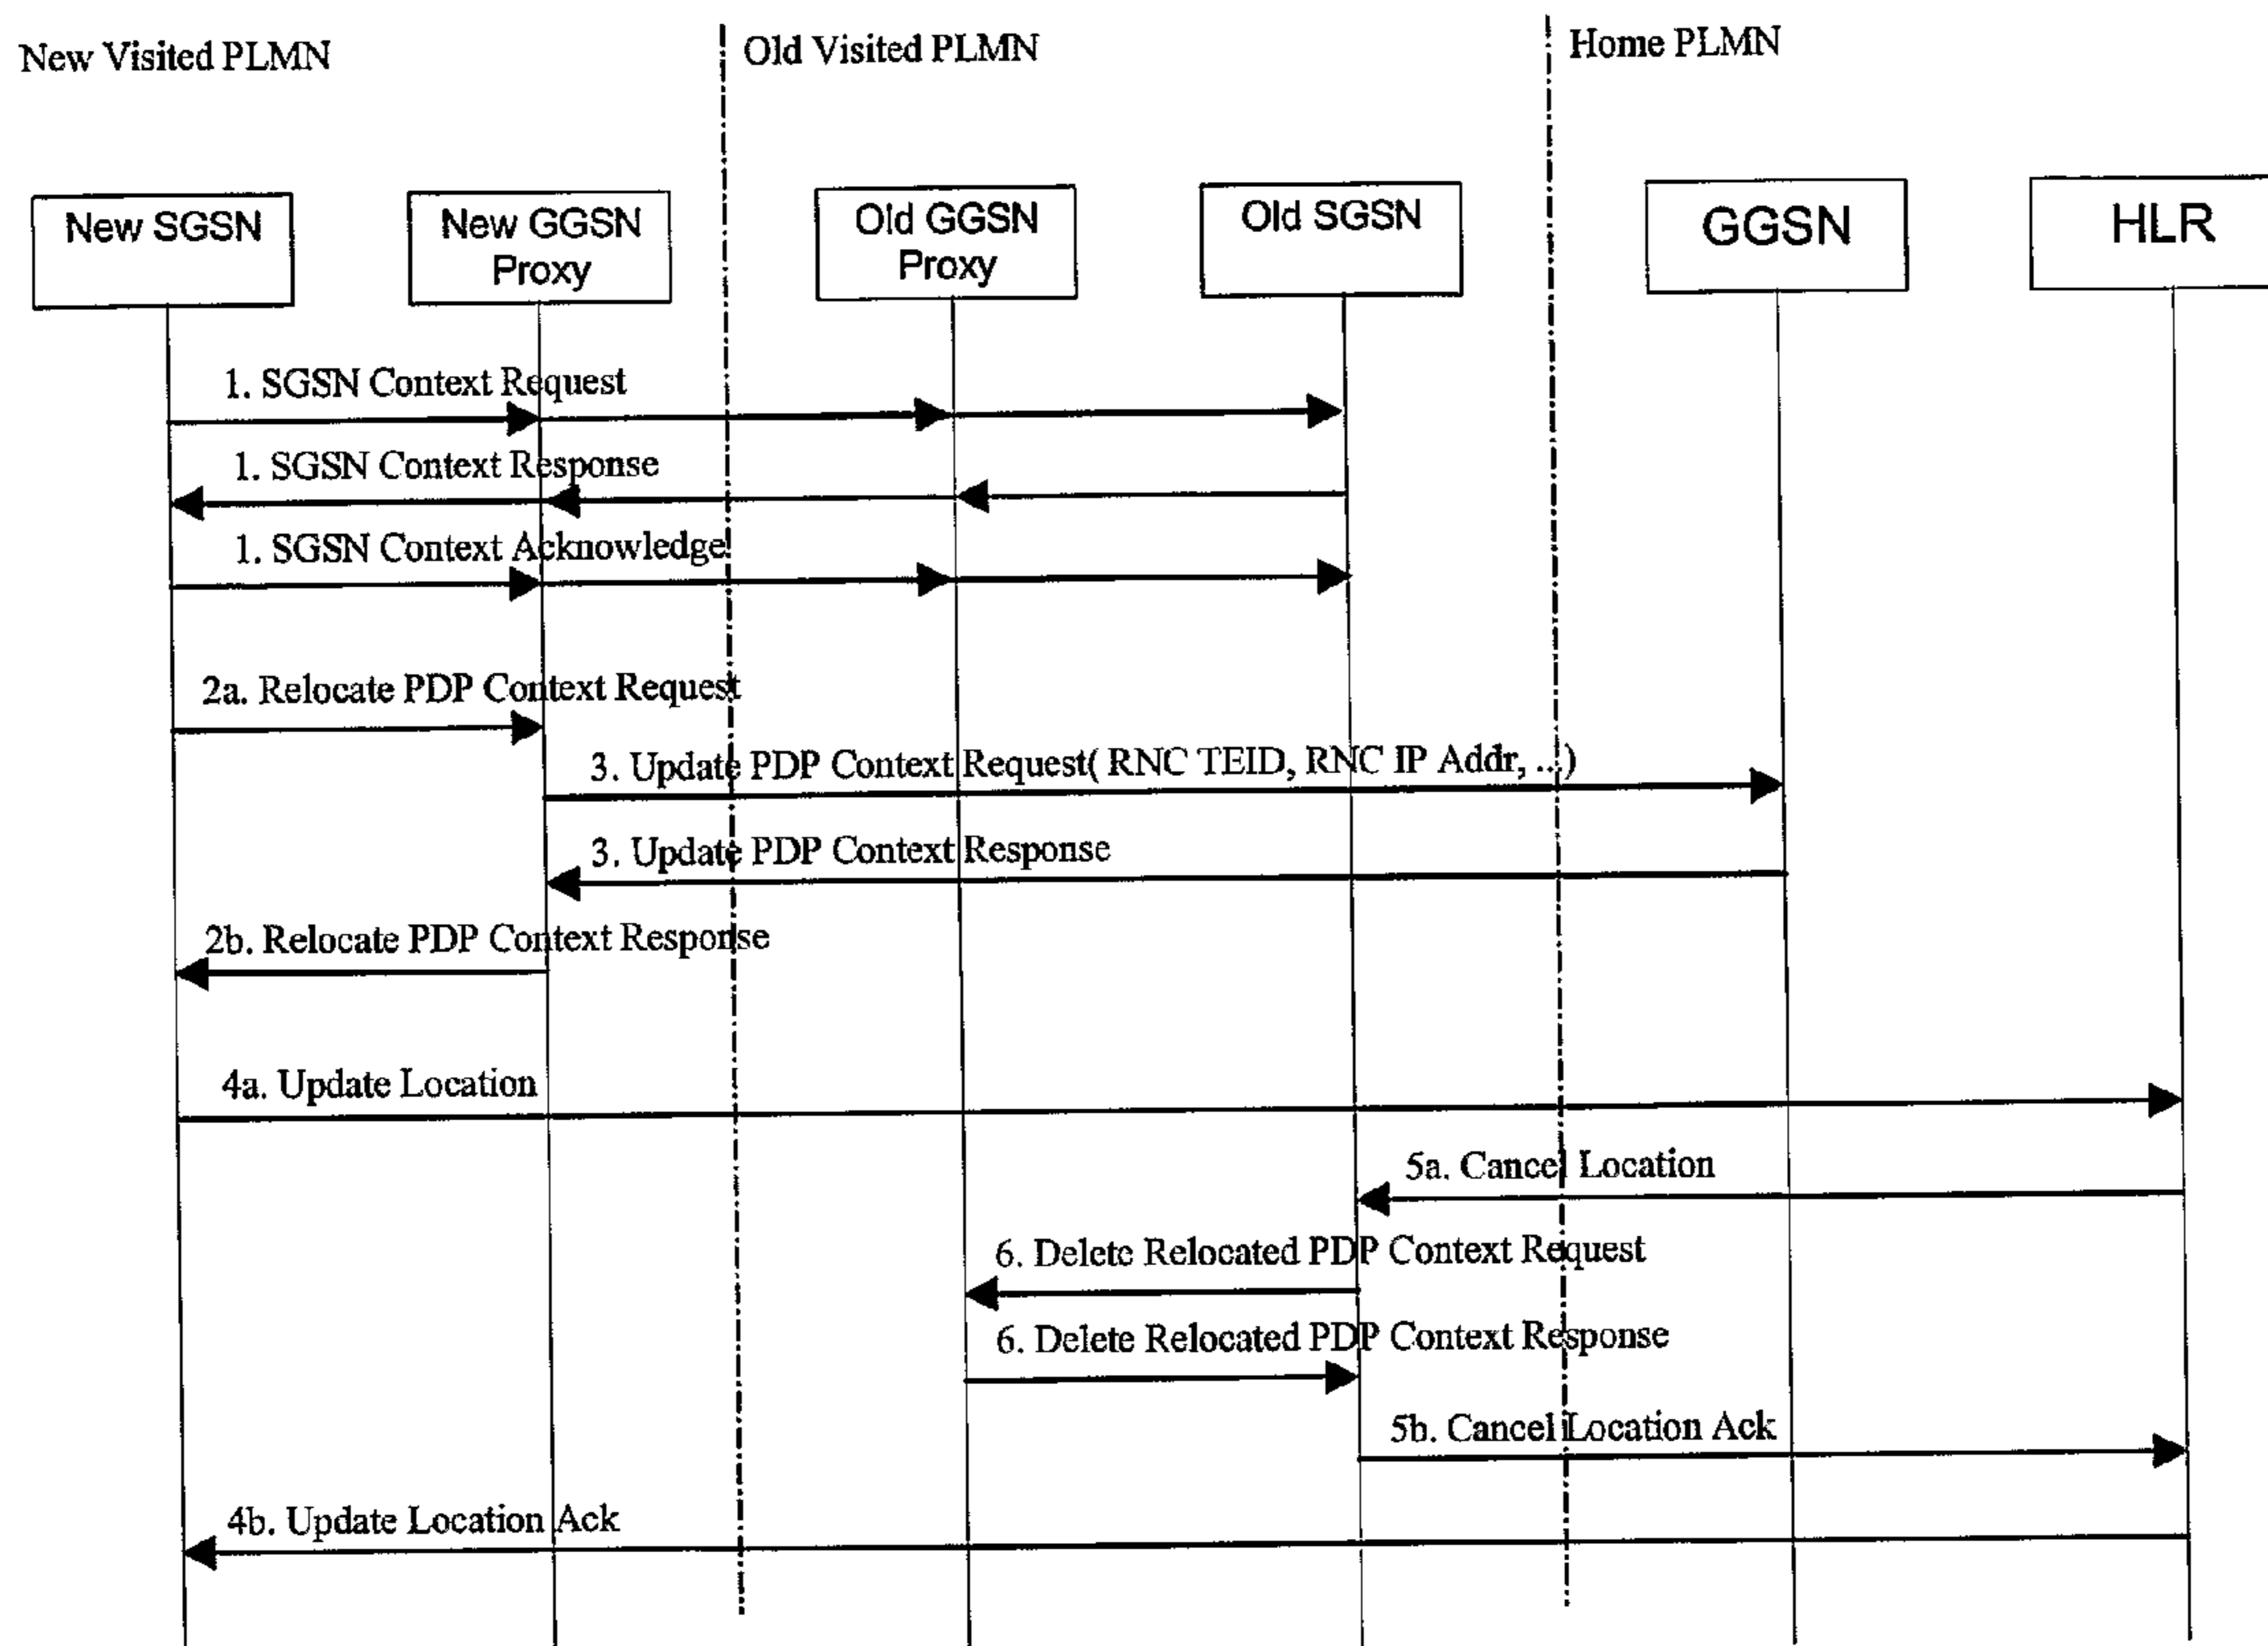 New Visited PLMN
Old Visited PLMN
Home PLMN
New SGSN
New GGSN
Proxy
Old GGSN
Proxy
Old SGSN
GGSN
HLR
1. SGSN Context Request
1. SGSN Context Response
1. SGSN Context Acknowledge
2a. Relocate PDP Context Request
3. Update PDP Context Request( RNC TEID, RNC IP Addr, ...)
3. Update PDP Context Response
2b. Relocate PDP Context Response
4a. Update Location
5a. Cancel Location
6. Delete Relocated PDP Context Request
6. Delete Relocated PDP Context Response
5b. Cancel Location Ack
4b. Update Location Ack